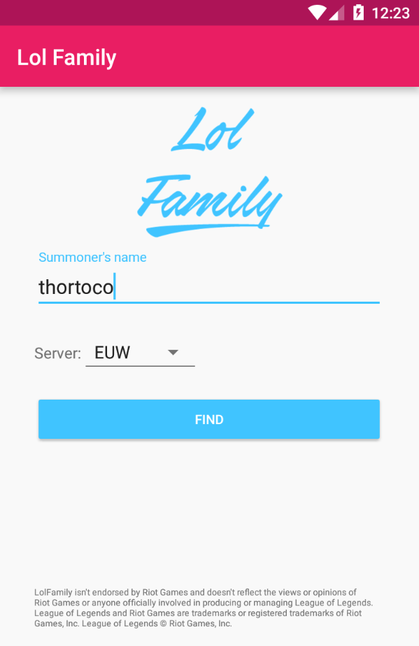 12:23
Lol Family
Lol
Family
Summoner's name
thortoco
Server: EUW
FIND
LolFamily isn't endorsed by Riot Games and doesn't reflect the views or opinions of
Riot Games or anyone officially involved in producing or managing League of Legends.
League of Legends and Riot Games are trademarks or registered trademarks of Riot
Games, Inc. League of Legends © Riot Games, Inc.